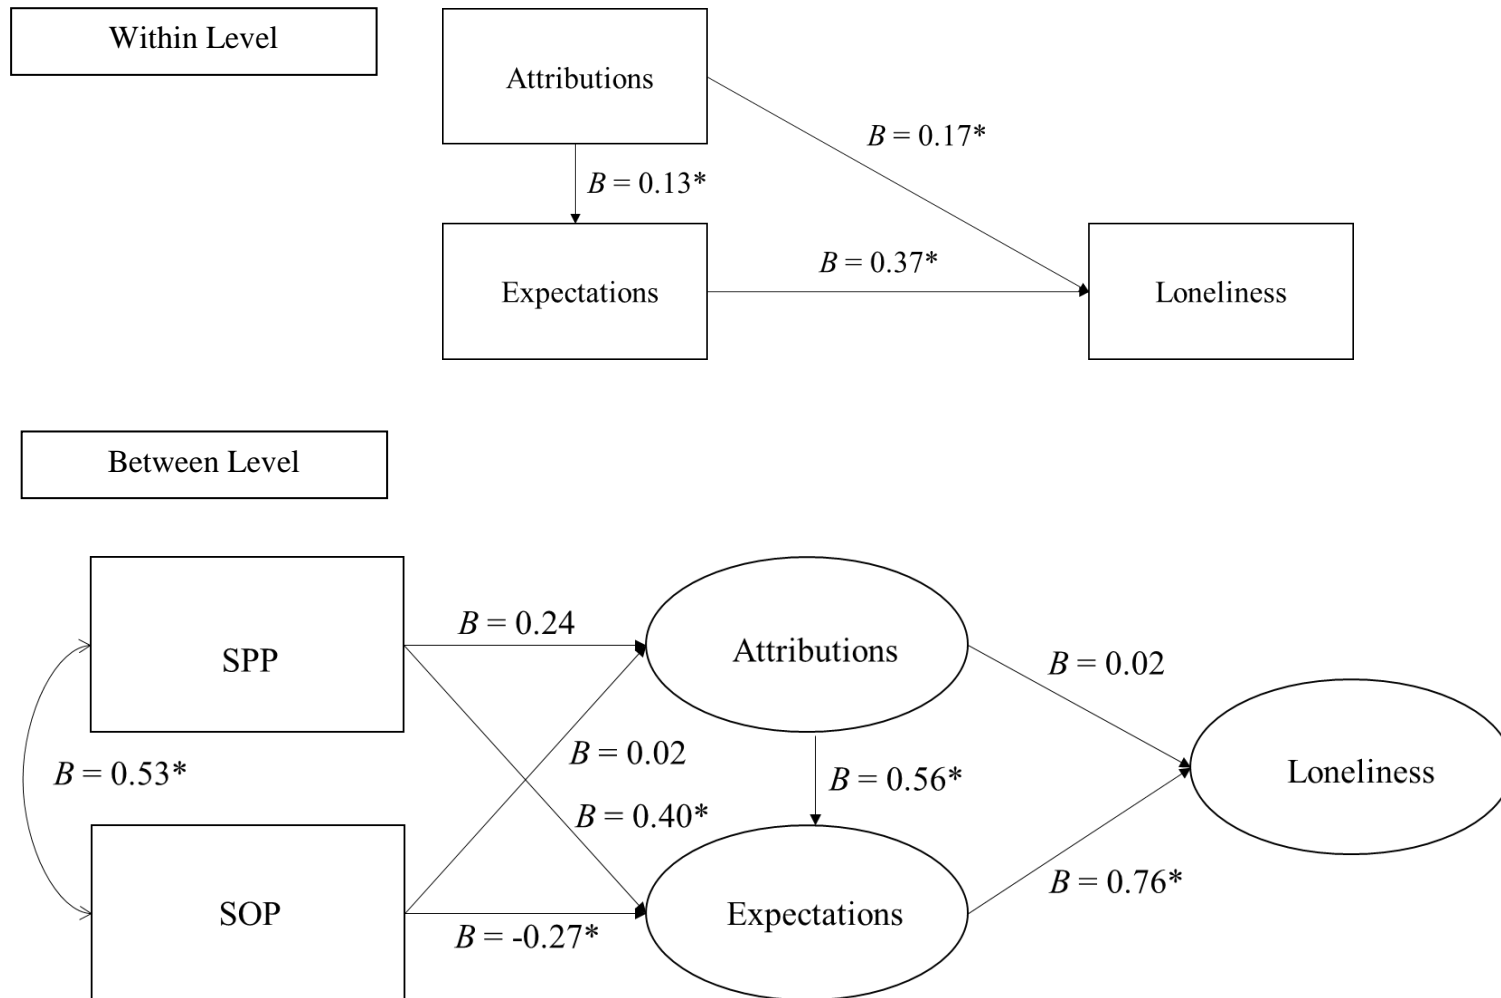 Within Level
Attributions
B = 0.17*
B = 0.13*
B = 0.37*
Expectations
Loneliness
Between Level
B = 0.24
SPP
Attributions
B = 0.02
B = 0.02
B = 0.53*
B = 0.56*
Loneliness
B = 0.40*
B = 0.76*
SOP
Expectations
B = -0.27*